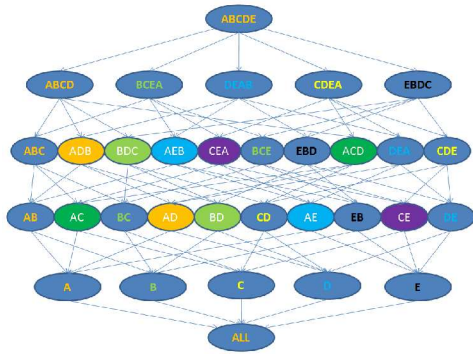 ABCDE
ABCD BCEA DEAB CDEA EBDC
ABC ADB BDC AEB CEA BCE EBD ACD DEA CDE
AB AC BC AD BD CD AE EB CE DE
A B C D E
ALL